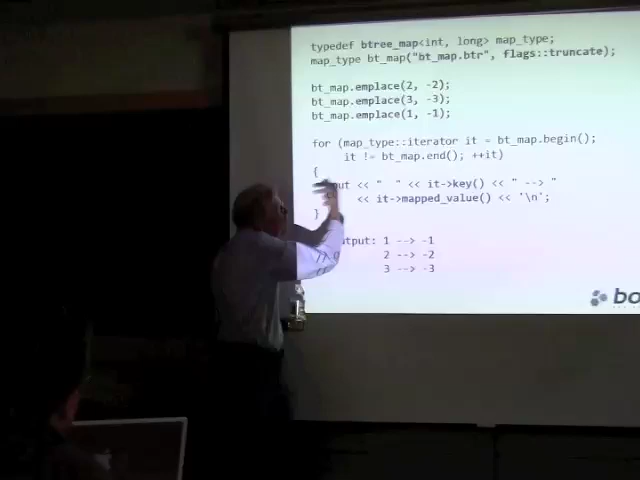 typedef btree_map<int, long> map_type;
map_type bt_map("bt_map.btr", flags::truncate);
bt_map.emplace(2, -2);
bt_map.emplace(3, -3);
bt_map.emplace(1, -1);
for (map_type::iterator it = bt_map.begin();
it != bt_map.end(); ++it)
{
<< " " << it->key() << " --> "
<< it->mapped_value() << '\n';
}
1 --> -1
// 2 --> -2
// 3 --> -3